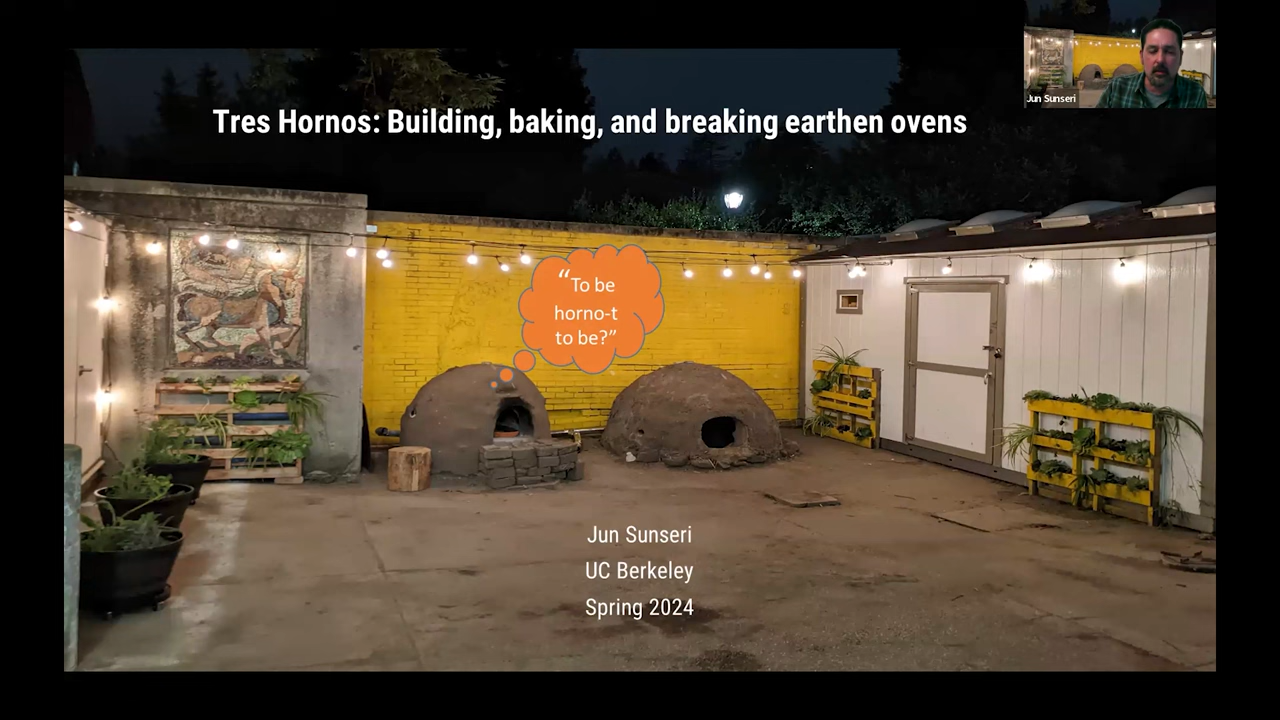 Jun Sunseri
Tres Hornos: Building, baking, and breaking earthen ovens
“To be
horno-t
to be?”
Jun Sunseri
UC Berkeley
Spring 2024